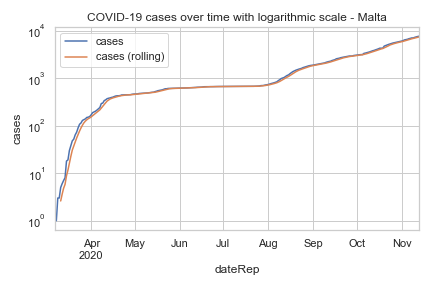 COVID-19 cases over time with logarithmic scale - Malta
cases
cases (rolling)
10^4
10^3
10^2
10^1
10^0
cases
Apr
2020
May
Jun
Jul
Aug
Sep
Oct
Nov
dateRep